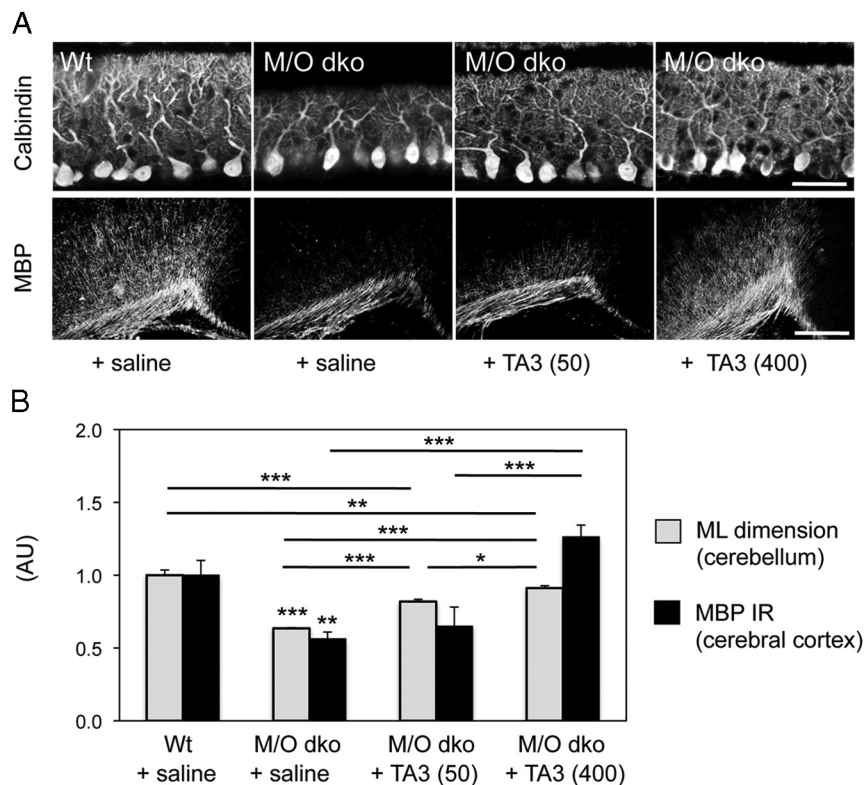 A
Calbindin
Wt
M/O dko
M/O dko
M/O dko
MBP
+ saline
+ saline
+ TA3 (50)
+ TA3 (400)
B
(AU)
2.0
1.5
1.0
0.5
0.0
***
***
***
**
***
***
*
***
**
Wt
+ saline
M/O dko
+ saline
M/O dko
+ TA3 (50)
M/O dko
+ TA3 (400)
ML dimension
(cerebellum)
MBP IR
(cerebral cortex)